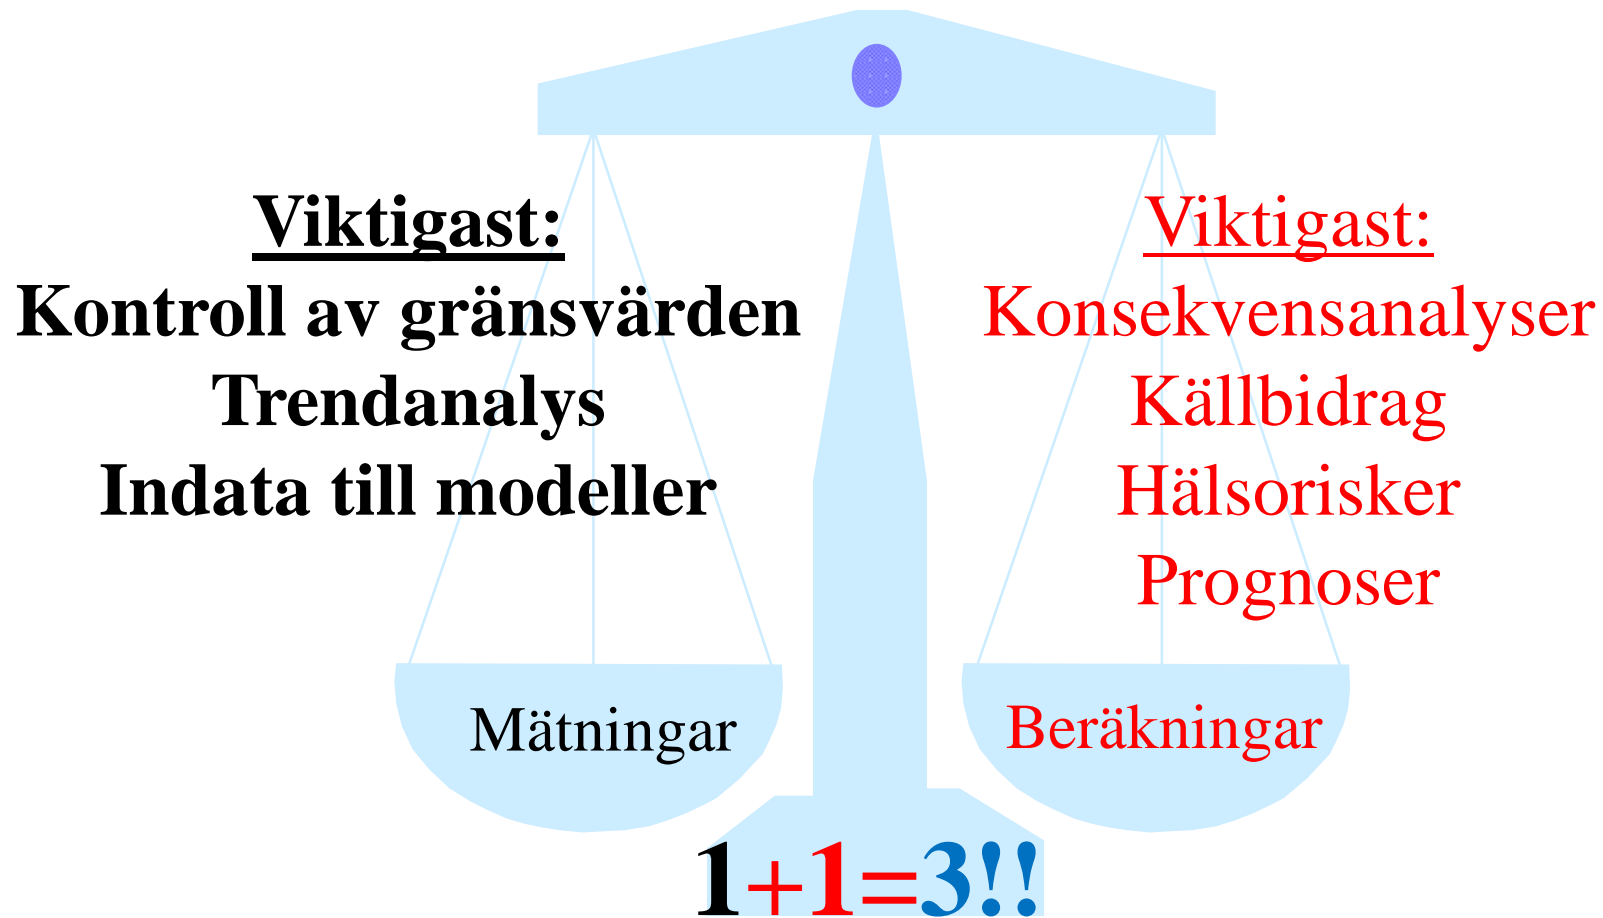 Viktigast:
Kontroll av gränsvärden
Trendanalys
Indata till modeller
Mätningar
Viktigast:
Konsekvensanalyser
Källbidrag
Hälsorisker
Prognoser
Beräkningar
1+1=3!!